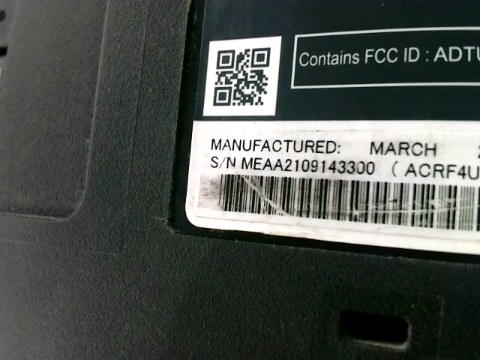 Contains FCC ID : ADTU
MANUFACTURED: MARCH
S/N MEAA2109143300 ( ACRF4U